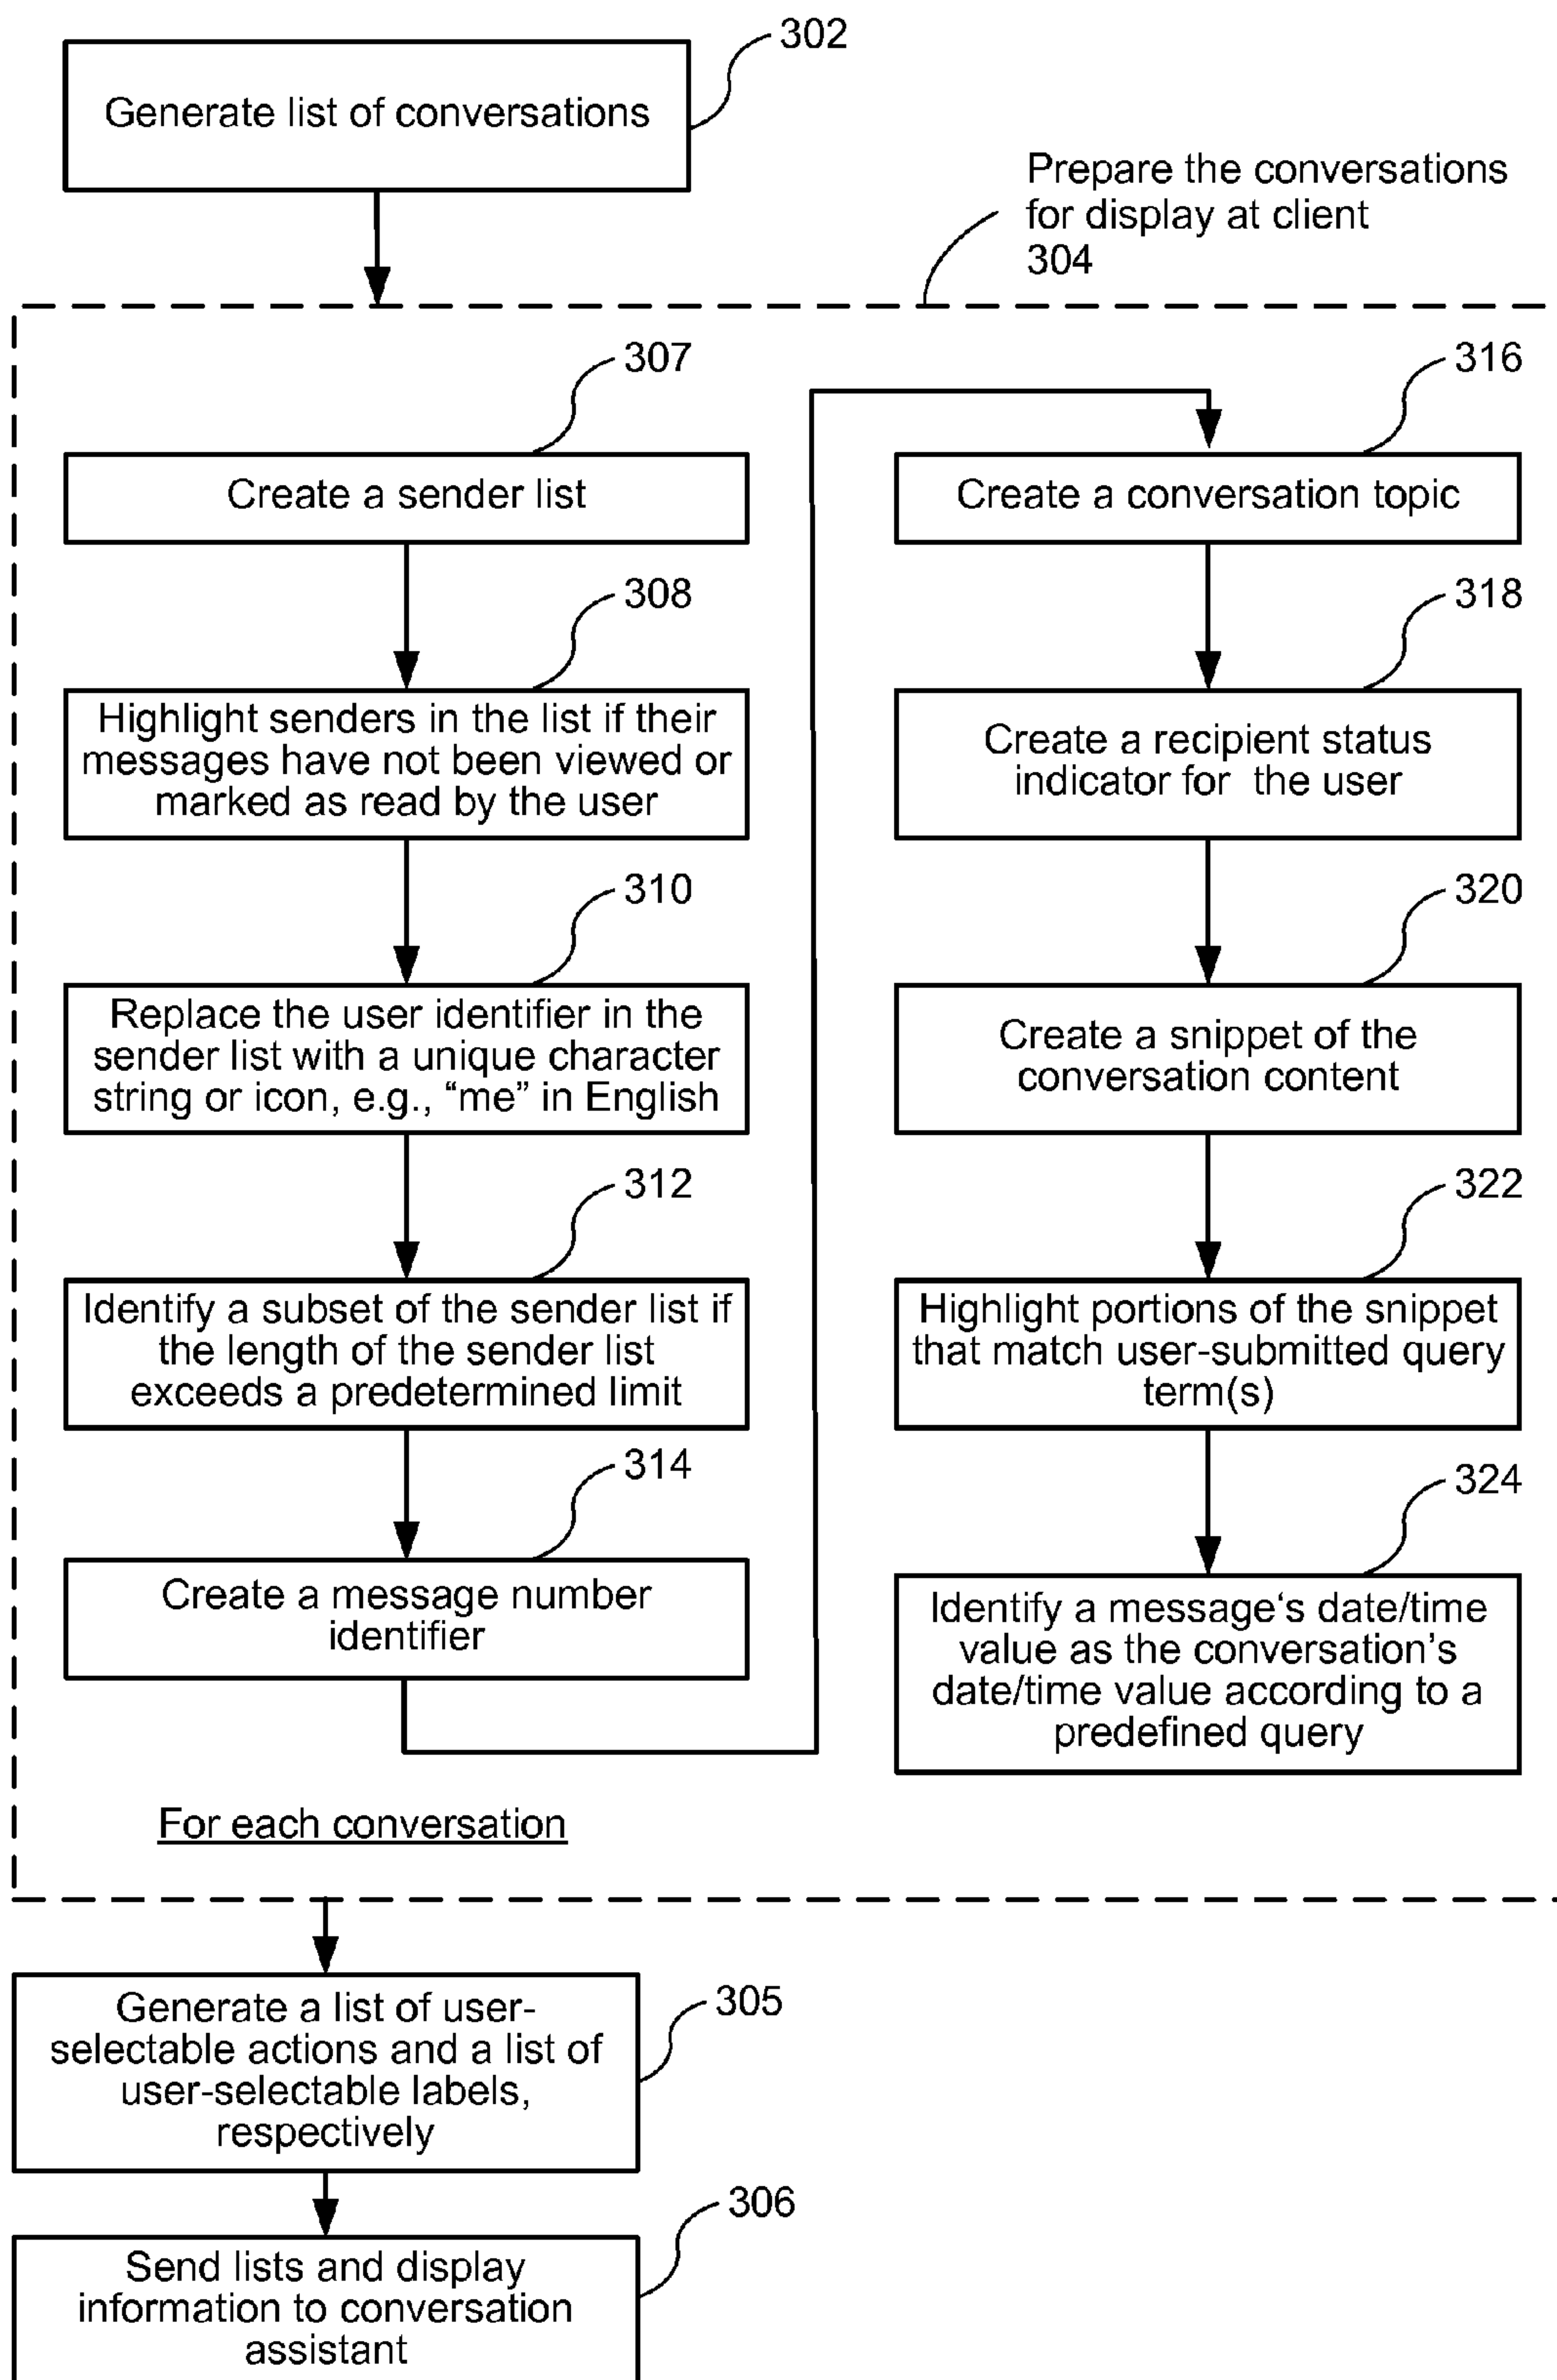 302
Generate list of conversations
Prepare the conversations
for display at client
304
307
Create a sender list
308
Highlight senders in the list if their
messages have not been viewed or
marked as read by the user
310
Replace the user identifier in the
sender list with a unique character
string or icon, e.g., “me” in English
312
Identify a subset of the sender list if
the length of the sender list
exceeds a predetermined limit
314
Create a message number
identifier
316
Create a conversation topic
318
Create a recipient status
indicator for the user
320
Create a snippet of the
conversation content
322
Highlight portions of the snippet
that match user-submitted query
term(s)
324
Identify a message‘s date/time
value as the conversation’s
date/time value according to a
predefined query
For each conversation
305
Generate a list of user-
selectable actions and a list of
user-selectable labels,
respectively
306
Send lists and display
information to conversation
assistant